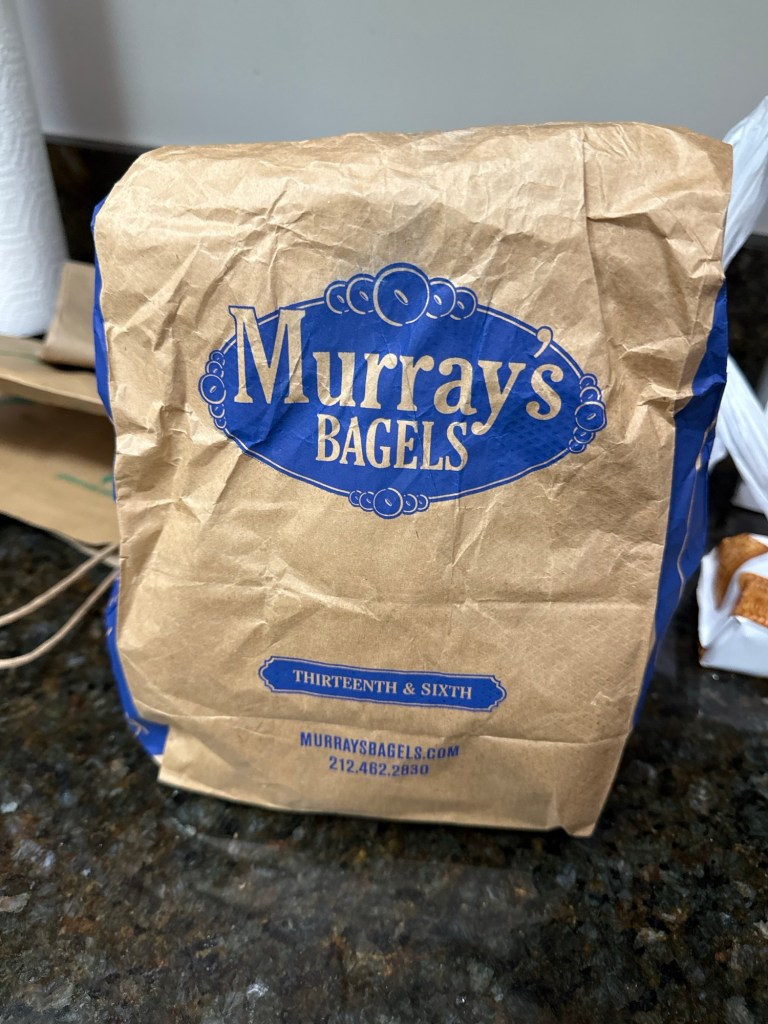 Murray's
BAGELS
THIRTEENTH & SIXTH
MURRAYSBAGELS.COM
212.462.2830